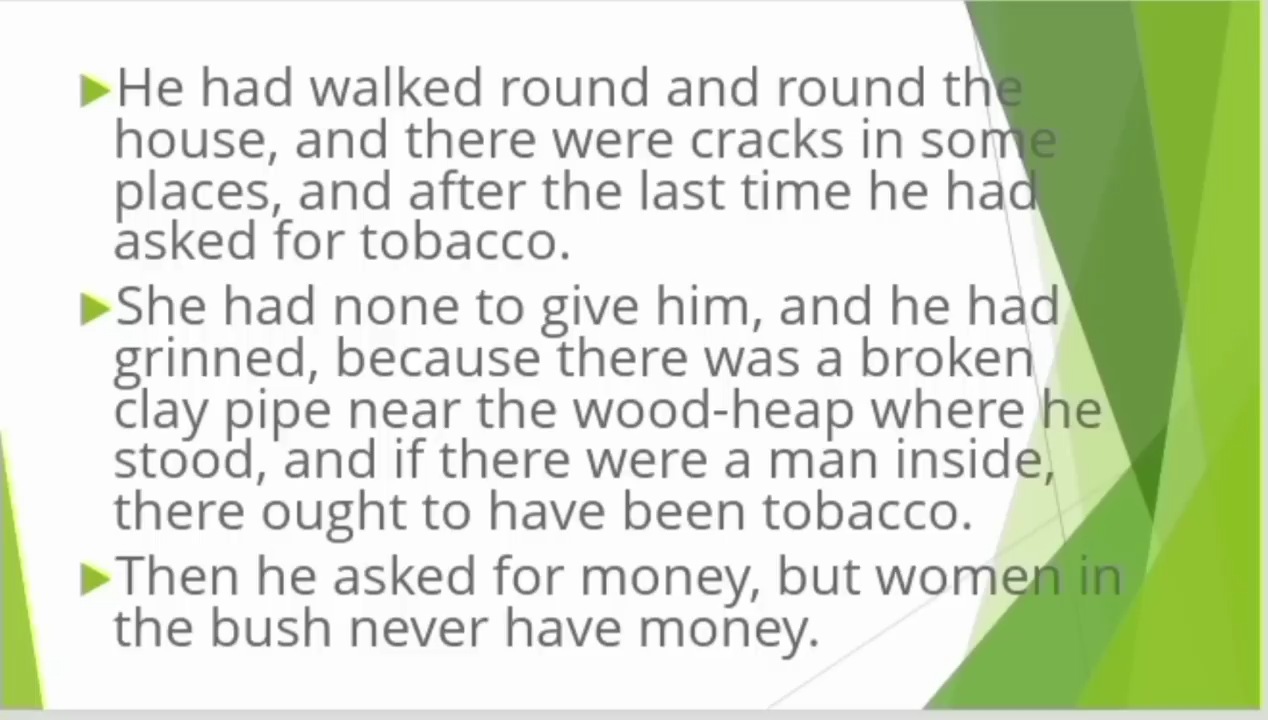 He had walked round and round the
house, and there were cracks in some
places, and after the last time he had
asked for tobacco.
She had none to give him, and he had
grinned, because there was a broken
clay pipe near the wood-heap where he
stood, and if there were a man inside,
there ought to have been tobacco.
Then he asked for money, but women in
the bush never have money.